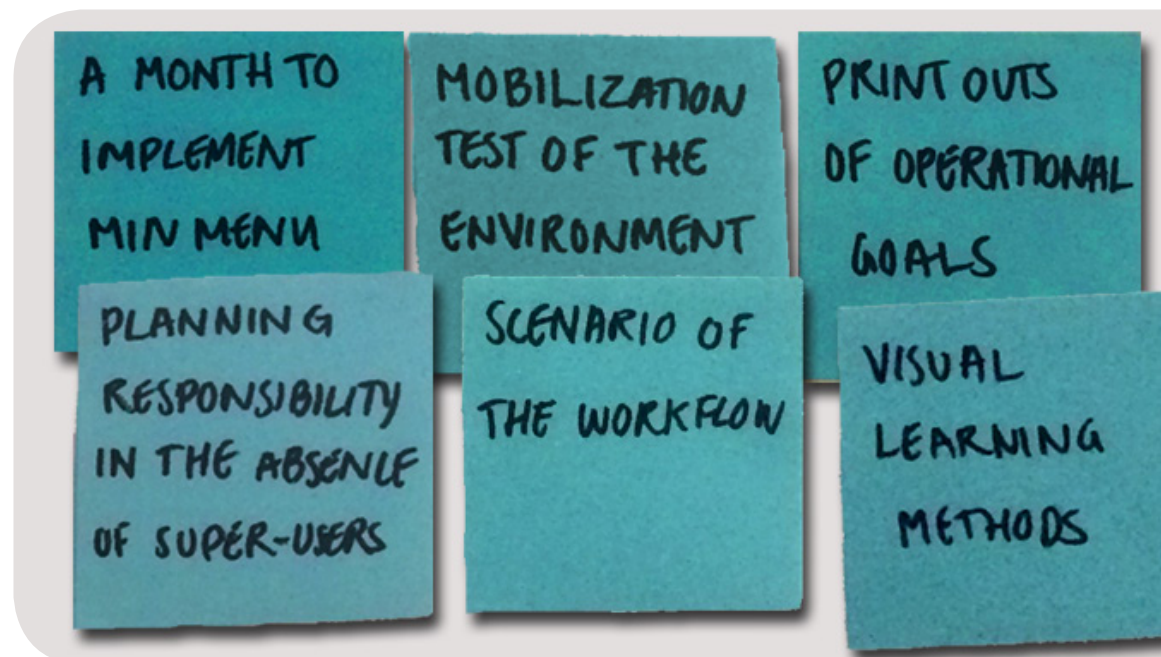 A MONTH TO
IMPLEMENT
MIN MENU
MOBILIZATION
TEST OF THE
ENVIRONMENT
PRINT OUTS
OF OPERATIONAL
GOALS
PLANNING
RESPONSIBILITY
IN THE ABSENCE
OF SUPER-USERS
SCENARIO OF
THE WORKFLOW
VISUAL
LEARNING
METHODS